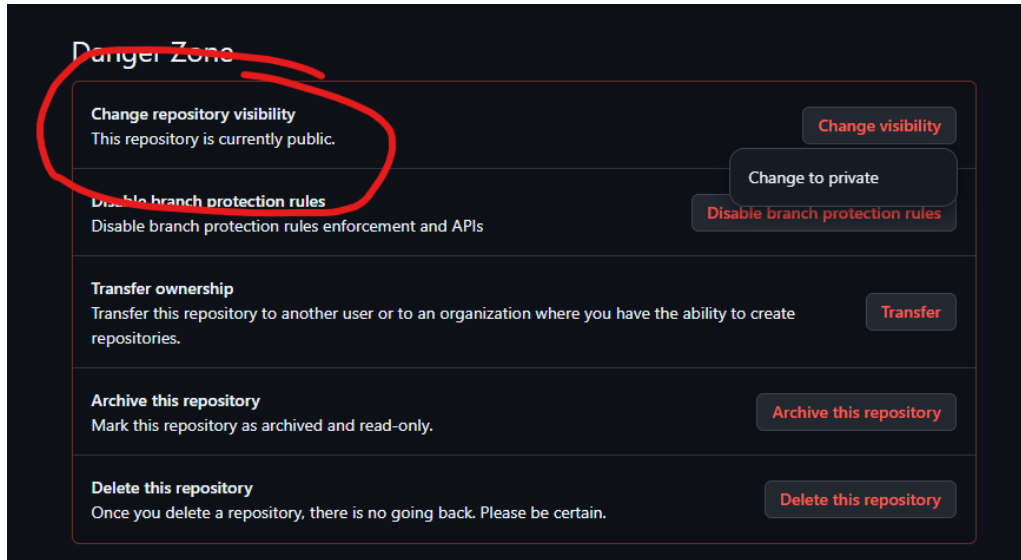 Danger Zone
Change repository visibility
This repository is currently public.
Change visibility
Change to private
Disable branch protection rules
Disable branch protection rules enforcement and APIs
Disable branch protection rules
Transfer ownership
Transfer this repository to another user or to an organization where you have the ability to create
repositories.
Transfer
Archive this repository
Mark this repository as archived and read-only.
Archive this repository
Delete this repository
Once you delete a repository, there is no going back. Please be certain.
Delete this repository